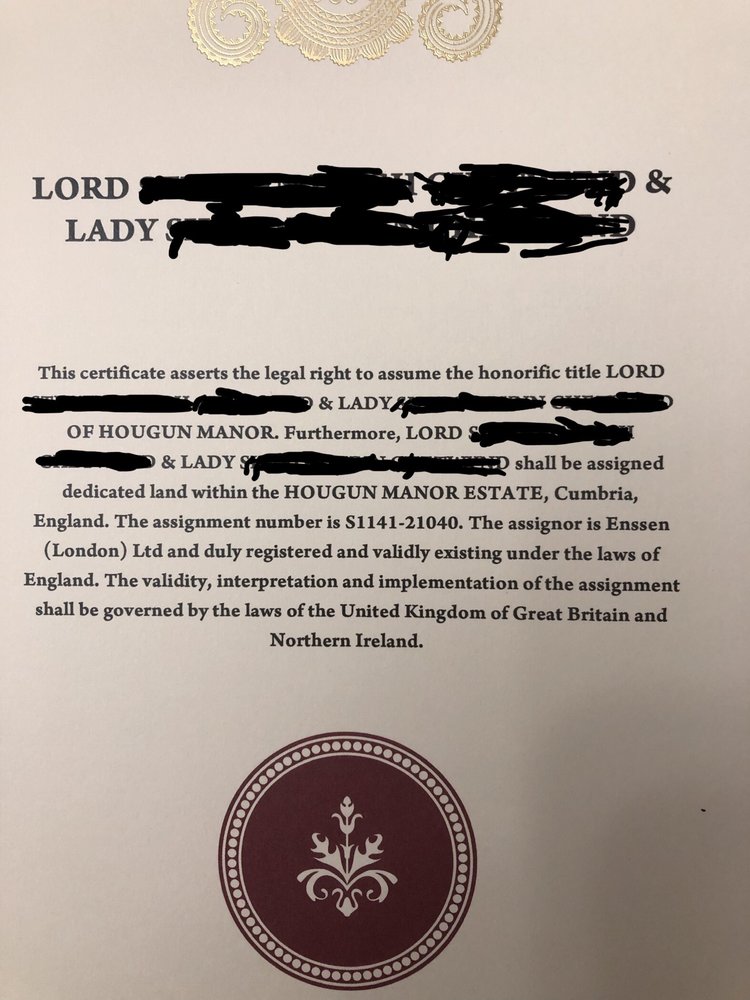 LORD &
LADY
This certificate asserts the legal right to assume the honorific title LORD
& LADY
OF HOUGUN MANOR. Furthermore, LORD
& LADY shall be assigned
dedicated land within the HOUGUN MANOR ESTATE, Cumbria,
England. The assignment number is S1141-21040. The assignor is Enssen
(London) Ltd and duly registered and validly existing under the laws of
England. The validity, interpretation and implementation of the assignment
shall be governed by the laws of the United Kingdom of Great Britain and
Northern Ireland.